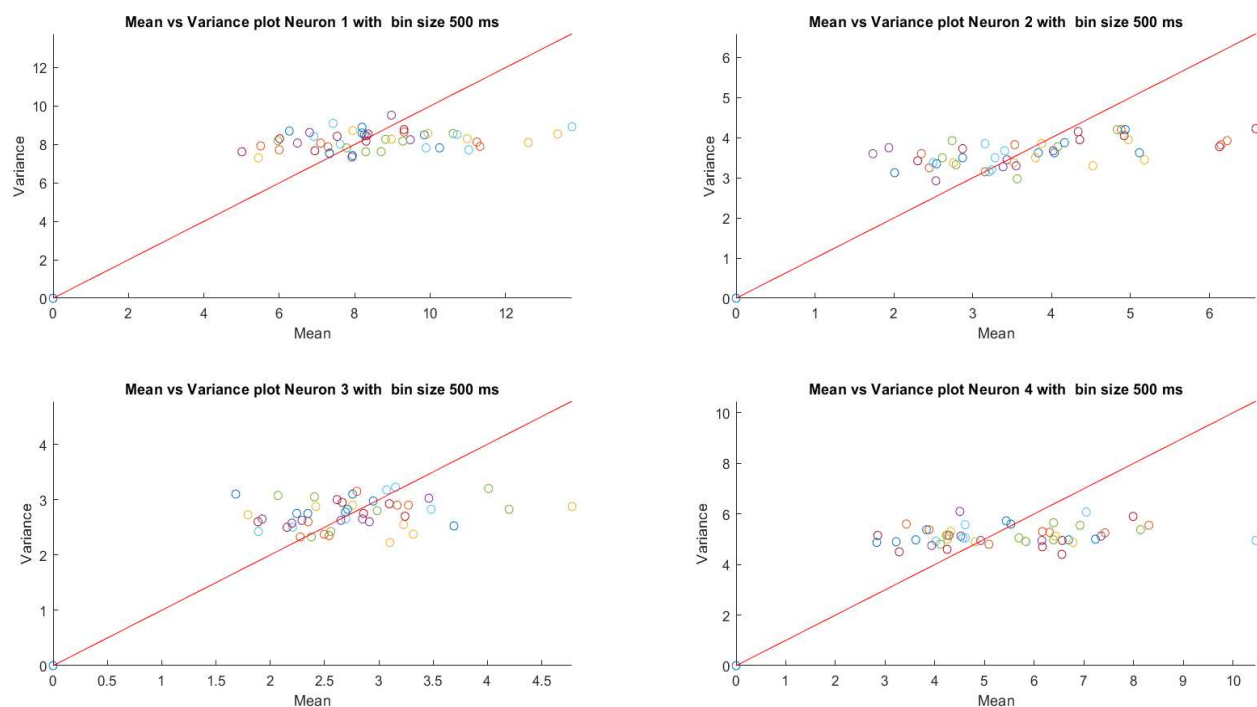 Mean vs Variance plot Neuron 1 with  bin size 500 ms
12
10
8
6
4
2
0
Variance
0 2 4 6 8 10 12
Mean
Mean vs Variance plot Neuron 2 with  bin size 500 ms
6
5
4
3
2
1
0
Variance
0 1 2 3 4 5 6
Mean
Mean vs Variance plot Neuron 3 with  bin size 500 ms
4
3
2
1
0
Variance
0 0.5 1 1.5 2 2.5 3 3.5 4 4.5
Mean
Mean vs Variance plot Neuron 4 with  bin size 500 ms
10
8
6
4
2
0
Variance
0 1 2 3 4 5 6 7 8 9 10
Mean